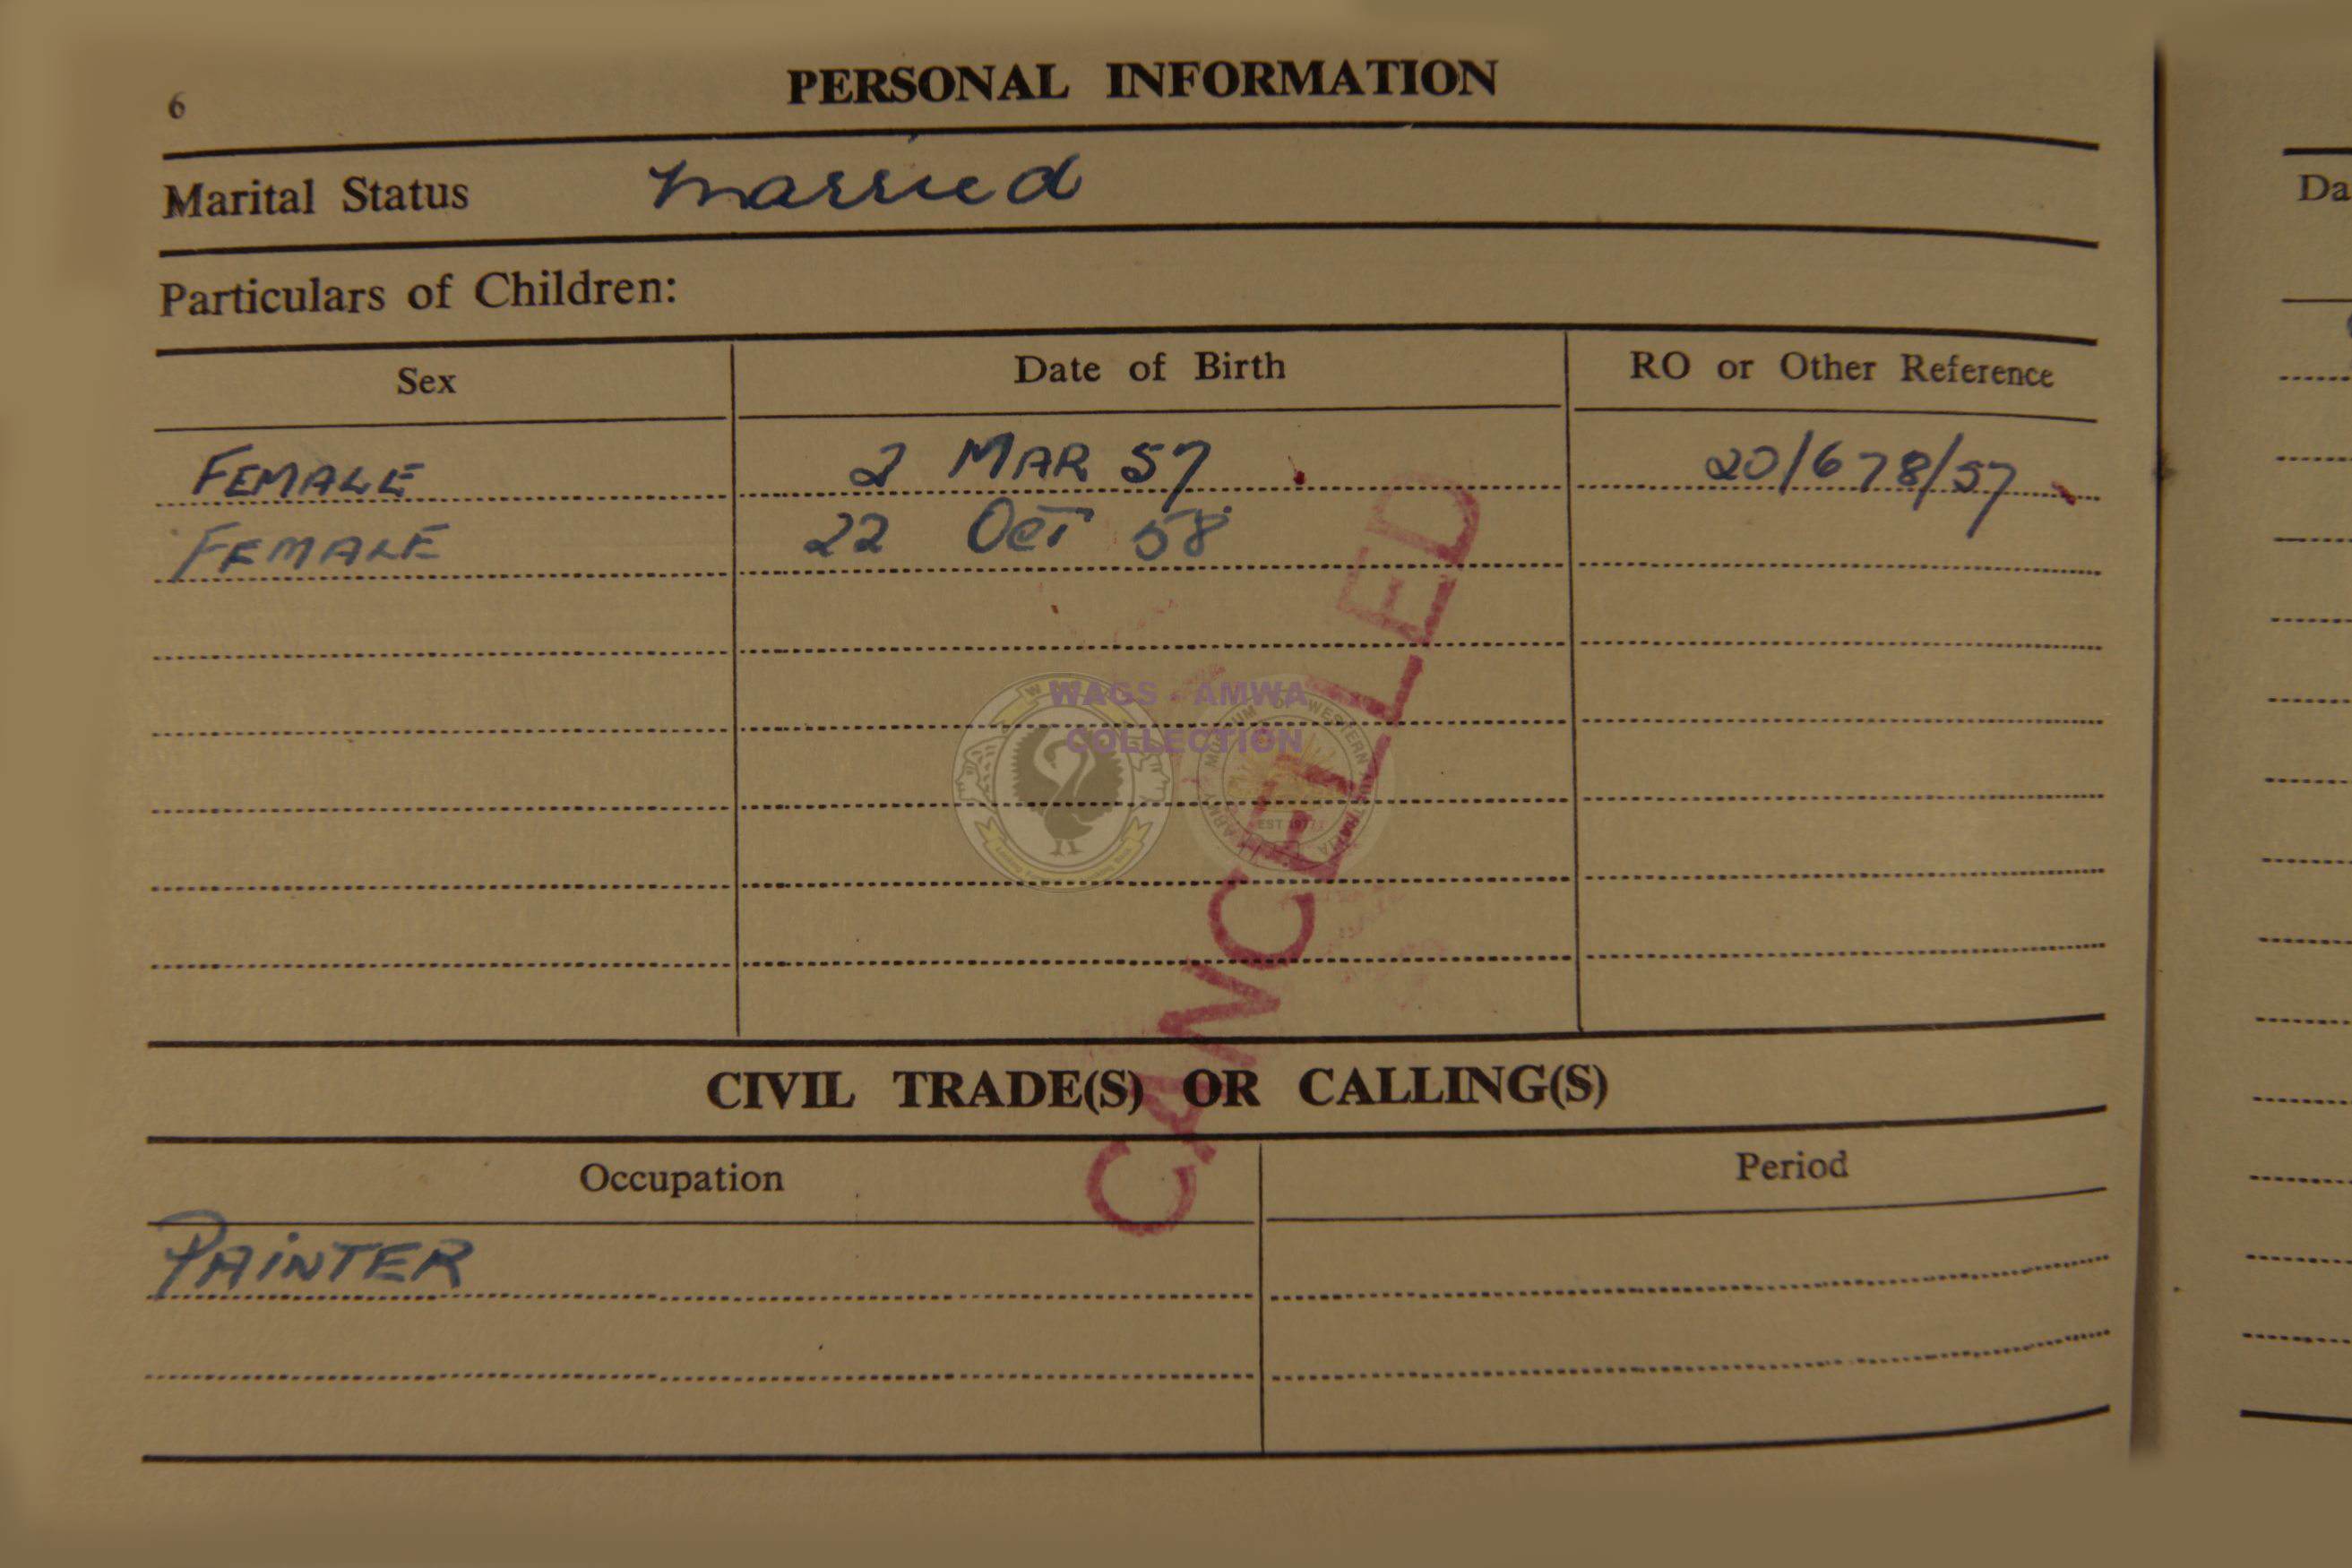 6
PERSONAL INFORMATION
Marital Status married
Particulars of Children:
Sex Date of Birth RO or Other Reference
FEMALE 2 MAR 57 20/678/57
FEMALE 22 OCT 58
WAGS - AMWA
COLLECTION
CANCELLED
CIVIL TRADE(S) OR CALLING(S)
Occupation Period
PAiNTER
Da